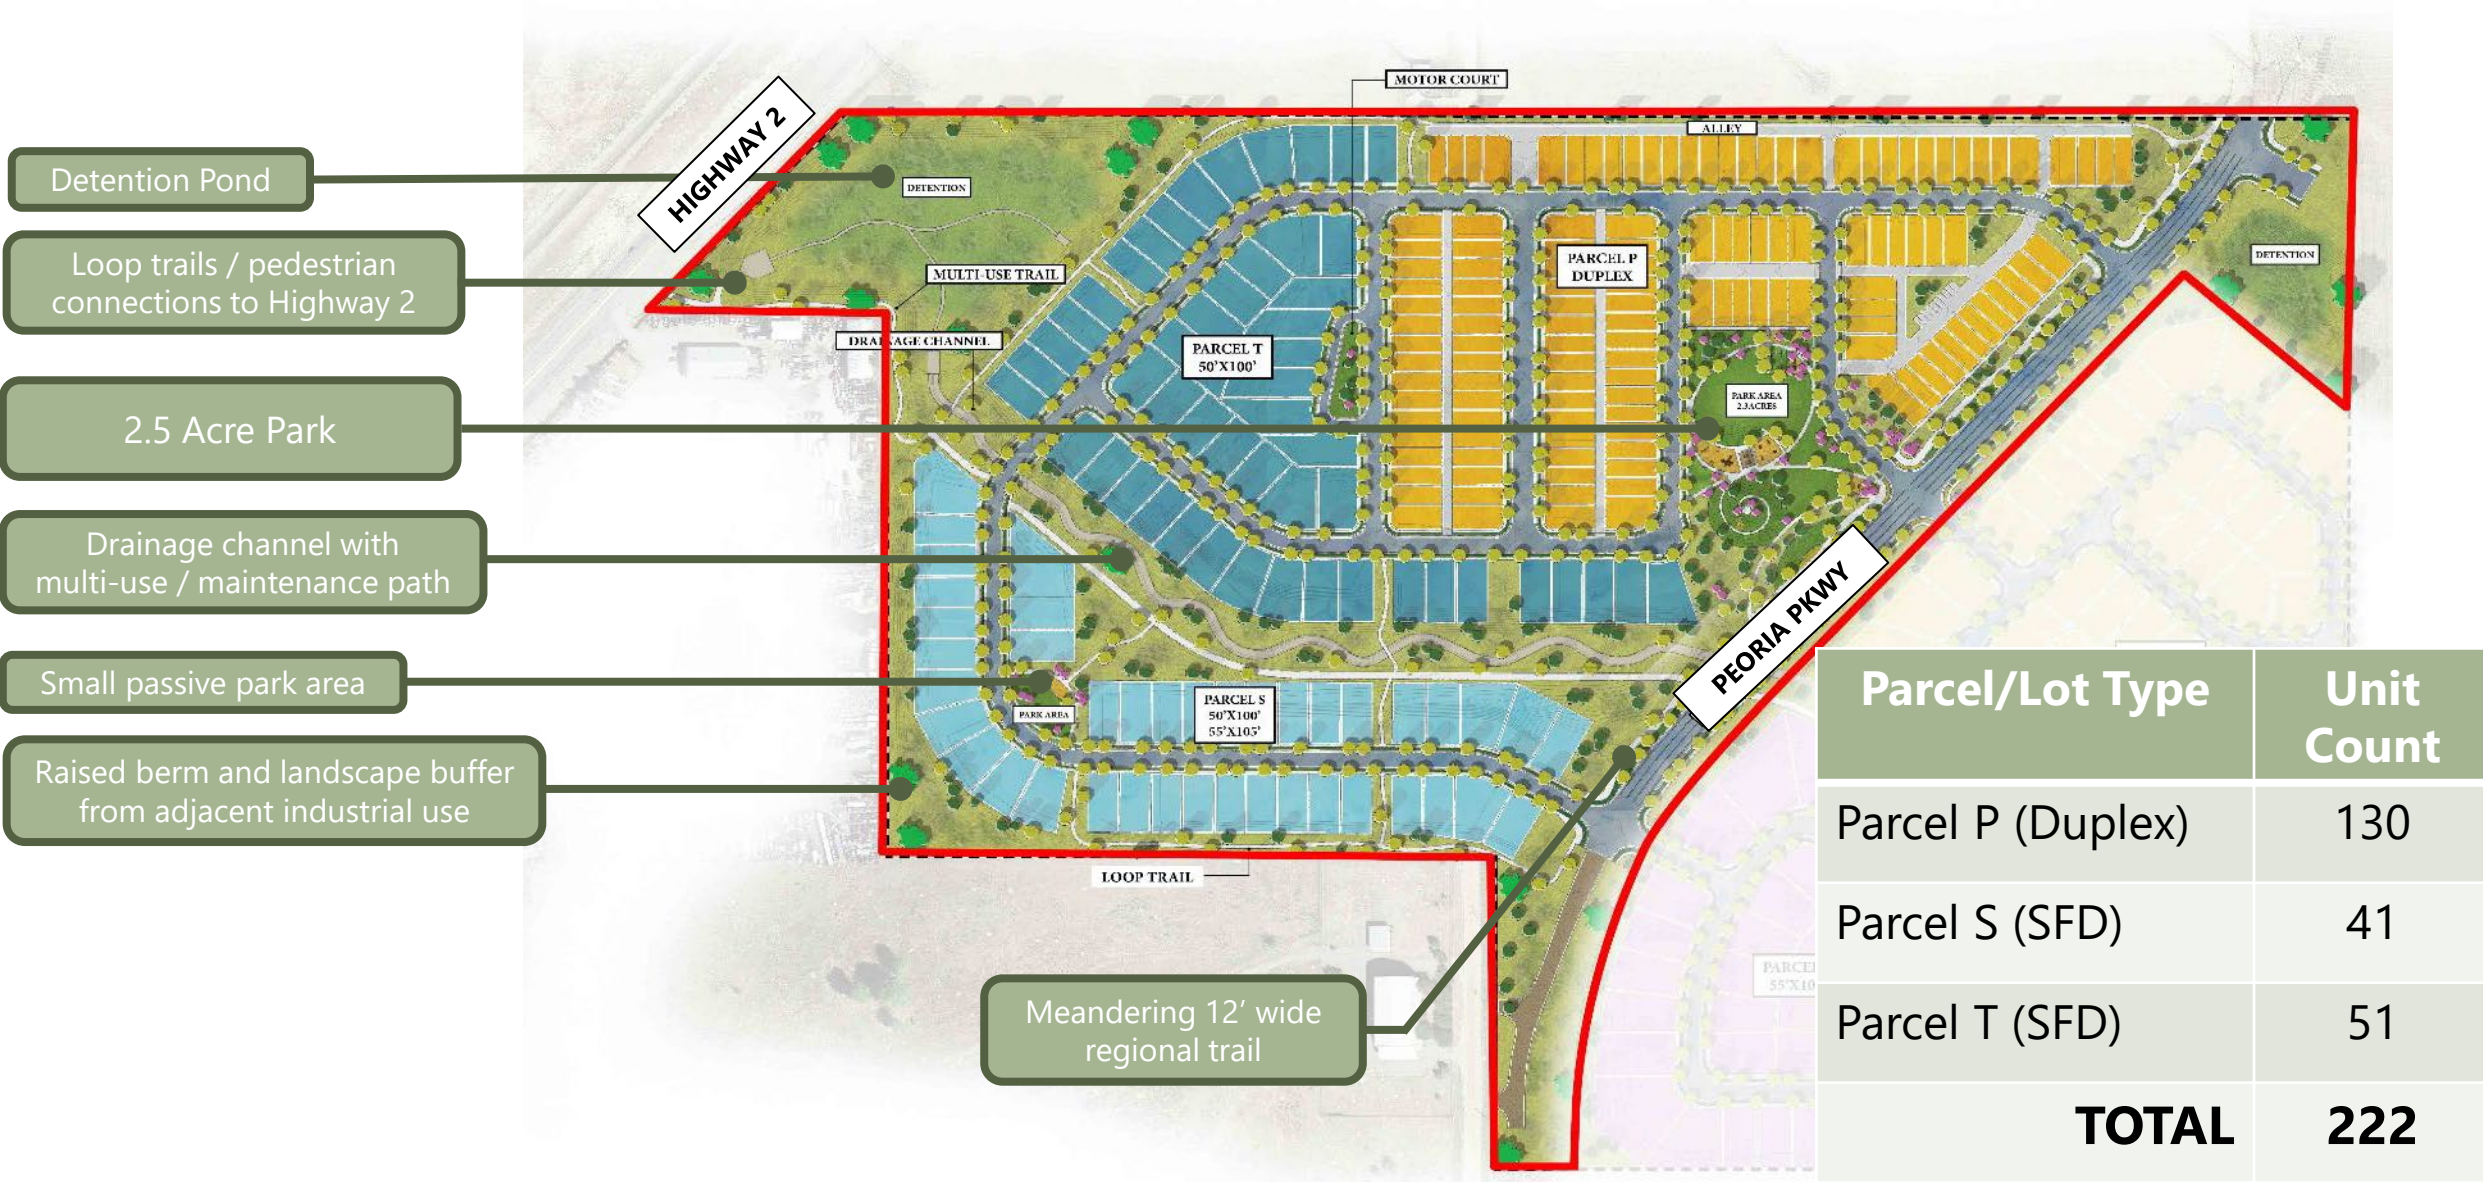 MOTOR COURT
HIGHWAY 2
ALLEY
Detention Pond
DETENTION
Loop trails / pedestrian
connections to Highway 2
MULTI-USE TRAIL
PARCEL P
DUPLEX
DETENTION
DRAINAGE CHANNEL
PARCEL T
50'X100'
2.5 Acre Park
PARK AREA
2.3 ACRES
Drainage channel with
multi-use / maintenance path
PEORIA PKWY
Small passive park area
PARK AREA
PARCEL S
50'X100'
55'X105'
Raised berm and landscape buffer
from adjacent industrial use
LOOP TRAIL
Meandering 12’ wide
regional trail
Parcel/Lot Type Unit
Count
Parcel P (Duplex) 130
Parcel S (SFD) 41
Parcel T (SFD) 51
TOTAL 222